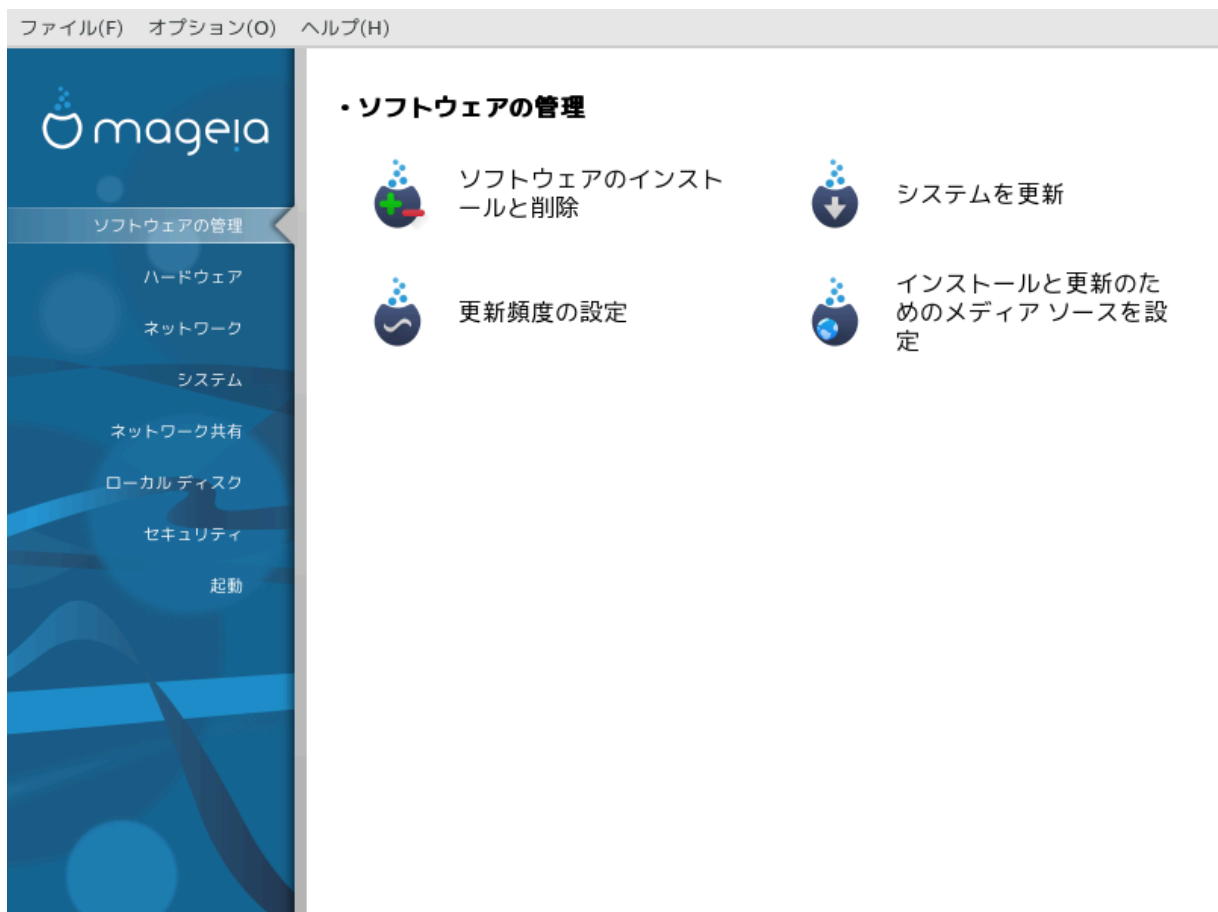 ファイル(F) オプション(O) ヘルプ(H)
mageia
ソフトウェアの管理
ハードウェア
ネットワーク
システム
ネットワーク共有
ローカル ディスク
セキュリティ
起動
・ソフトウェアの管理
ソフトウェアのインスト
ールと削除
システムを更新
更新頻度の設定
インストールと更新のた
めのメディア ソースを設
定